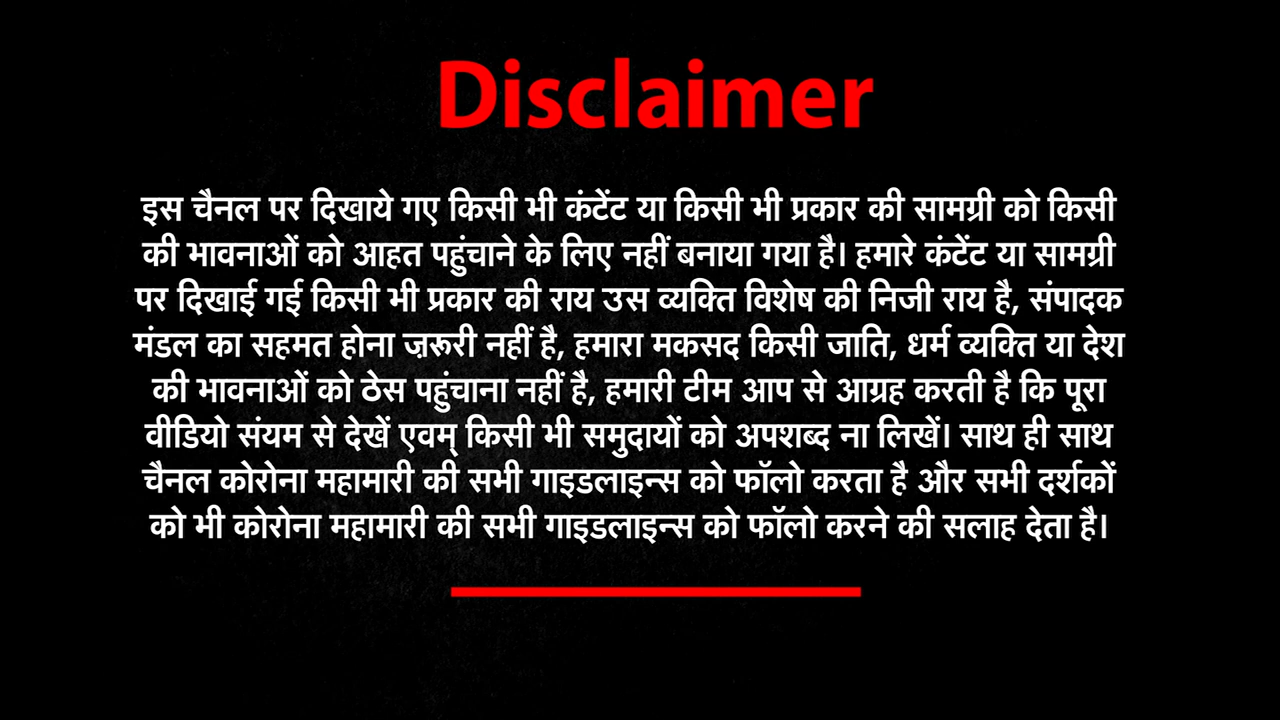 Disclaimer
इस चैनल पर दिखाये गए किसी भी कंटेंट या किसी भी प्रकार की सामग्री को किसी
की भावनाओं को आहत पहुंचाने के लिए नहीं बनाया गया है। हमारे कंटेंट या सामग्री
पर दिखाई गई किसी भी प्रकार की राय उस व्यक्ति विशेष की निजी राय है, संपादक
मंडल का सहमत होना ज़रूरी नहीं है, हमारा मकसद किसी जाति, धर्म व्यक्ति या देश
की भावनाओं को ठेस पहुंचाना नहीं है, हमारी टीम आप से आग्रह करती है कि पूरा
वीडियो संयम से देखें एवम् किसी भी समुदायों को अपशब्द ना लिखें। साथ ही साथ
चैनल कोरोना महामारी की सभी गाइडलाइन्स को फॉलो करता है और सभी दर्शकों
को भी कोरोना महामारी की सभी गाइडलाइन्स को फॉलो करने की सलाह देता है।